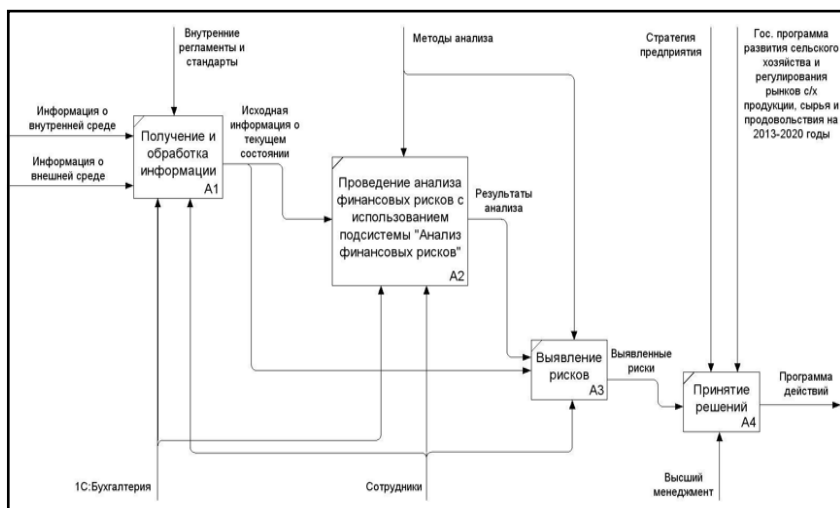 Внутренние
регламенты и
стандарты
Методы анализа
Стратегия
предприятия
Гос. программа
развития сельского
хозяйства и
регулирования
рынков с/х
продукции, сырья и
продовольствия на
2013-2020 годы
Информация о
внутренней среде
Информация о
внешней среде
Получение и
обработка
информации
A1
Исходная
информация о
текущем
состоянии
Проведение анализа
финансовых рисков с
использованием
подсистемы "Анализ
финансовых рисков"
A2
Результаты
анализа
Выявление
рисков
A3
Выявленные
риски
Принятие
решений
A4
Программа
действий
1С:Бухгалтерия
Сотрудники
Высший
менеджмент